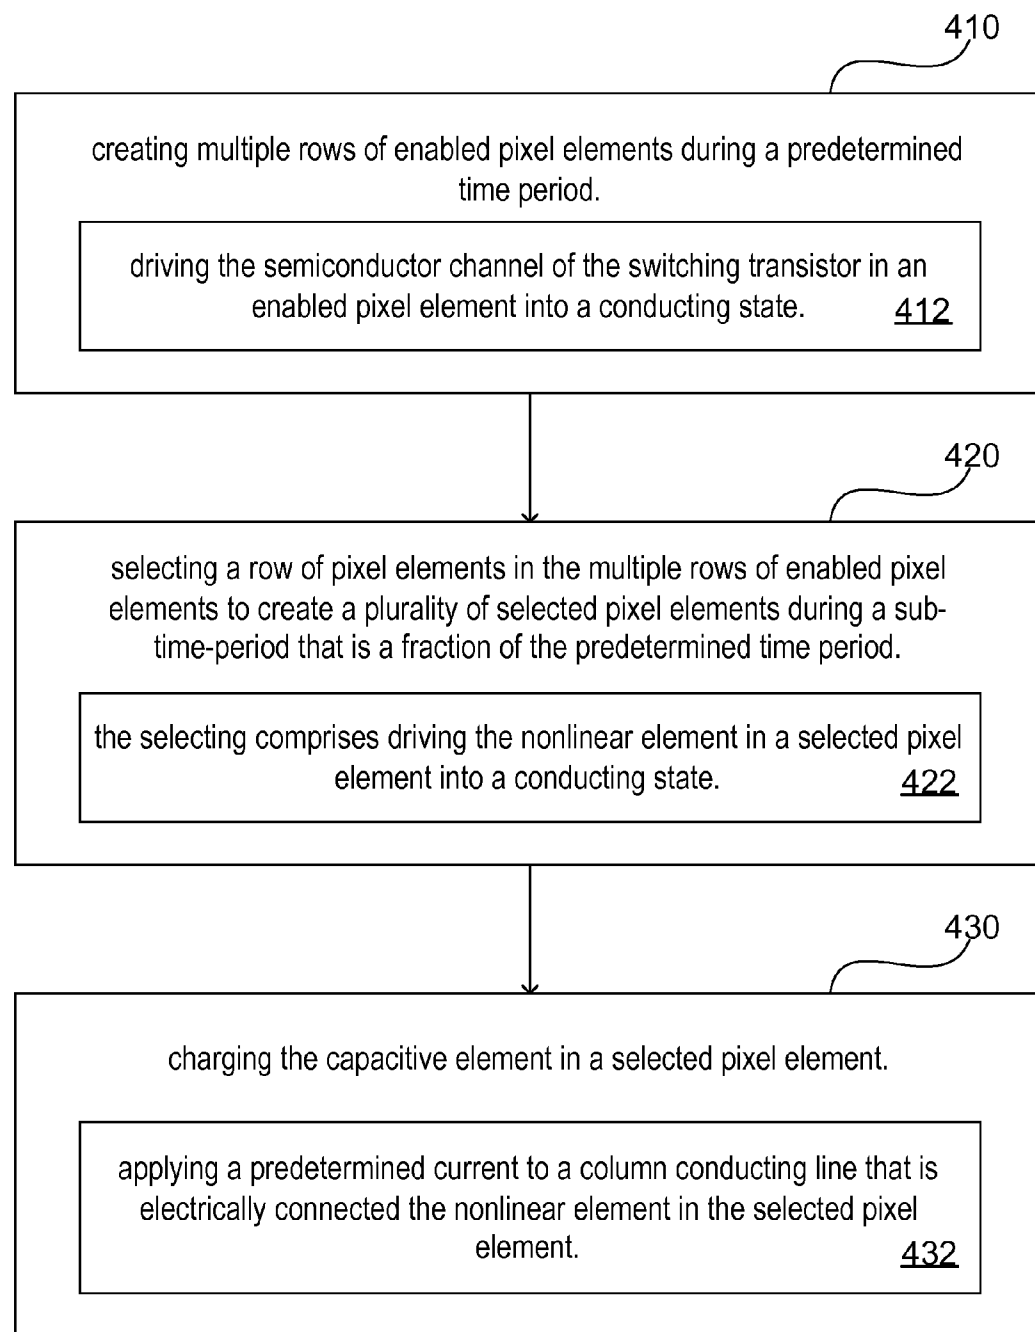 410
creating multiple rows of enabled pixel elements during a predetermined
time period.
driving the semiconductor channel of the switching transistor in an
enabled pixel element into a conducting state.
412
420
selecting a row of pixel elements in the multiple rows of enabled pixel
elements to create a plurality of selected pixel elements during a sub-
time-period that is a fraction of the predetermined time period.
the selecting comprises driving the nonlinear element in a selected pixel
element into a conducting state.
422
430
charging the capacitive element in a selected pixel element.
applying a predetermined current to a column conducting line that is
electrically connected the nonlinear element in the selected pixel
element.
432